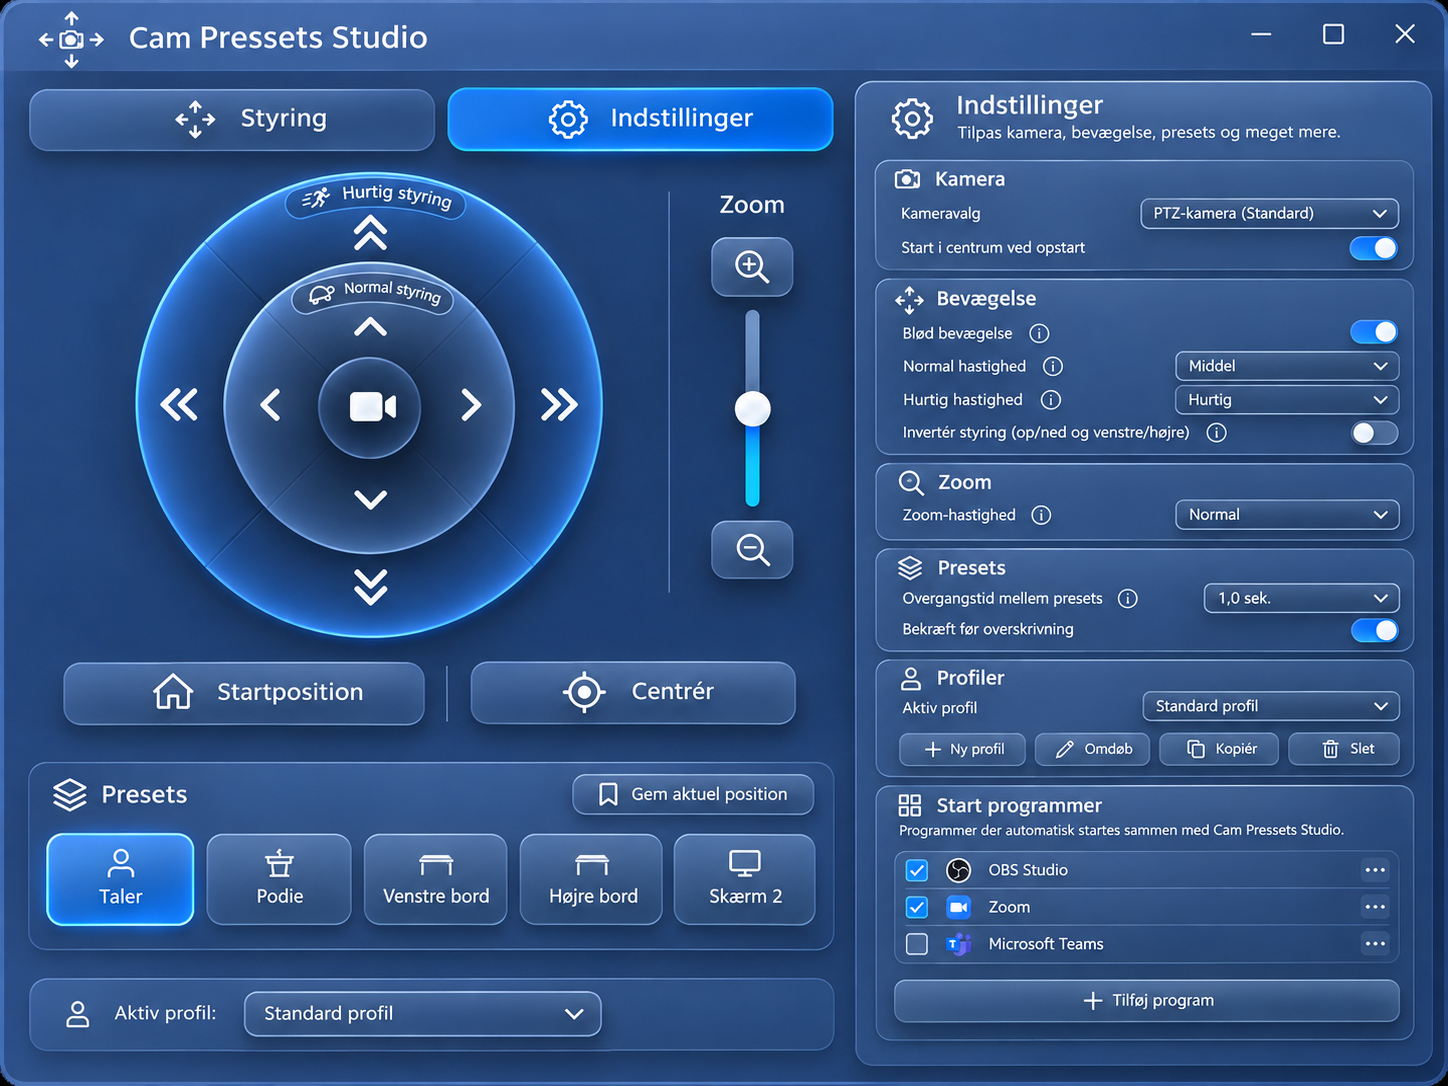 Cam Pressets Studio
Styring
Indstillinger
Hurtig styring
Normal styring
Zoom
Startposition
Centrér
Presets
Gem aktuel position
Taler
Podie
Venstre bord
Højre bord
Skærm 2
Aktiv profil:
Standard profil
Indstillinger
Tilpas kamera, bevægelse, presets og meget mere.
Kamera
Kameravalg
PTZ-kamera (Standard)
Start i centrum ved opstart
Bevægelse
Blød bevægelse
Normal hastighed
Middel
Hurtig hastighed
Hurtig
Invertér styring (op/ned og venstre/højre)
Zoom
Zoom-hastighed
Normal
Presets
Overgangstid mellem presets
1,0 sek.
Bekræft før overskrivning
Profiler
Aktiv profil
Standard profil
Ny profil
Omdøb
Kopiér
Slet
Start programmer
Programmer der automatisk startes sammen med Cam Pressets Studio.
OBS Studio
Zoom
Microsoft Teams
Tilføj program